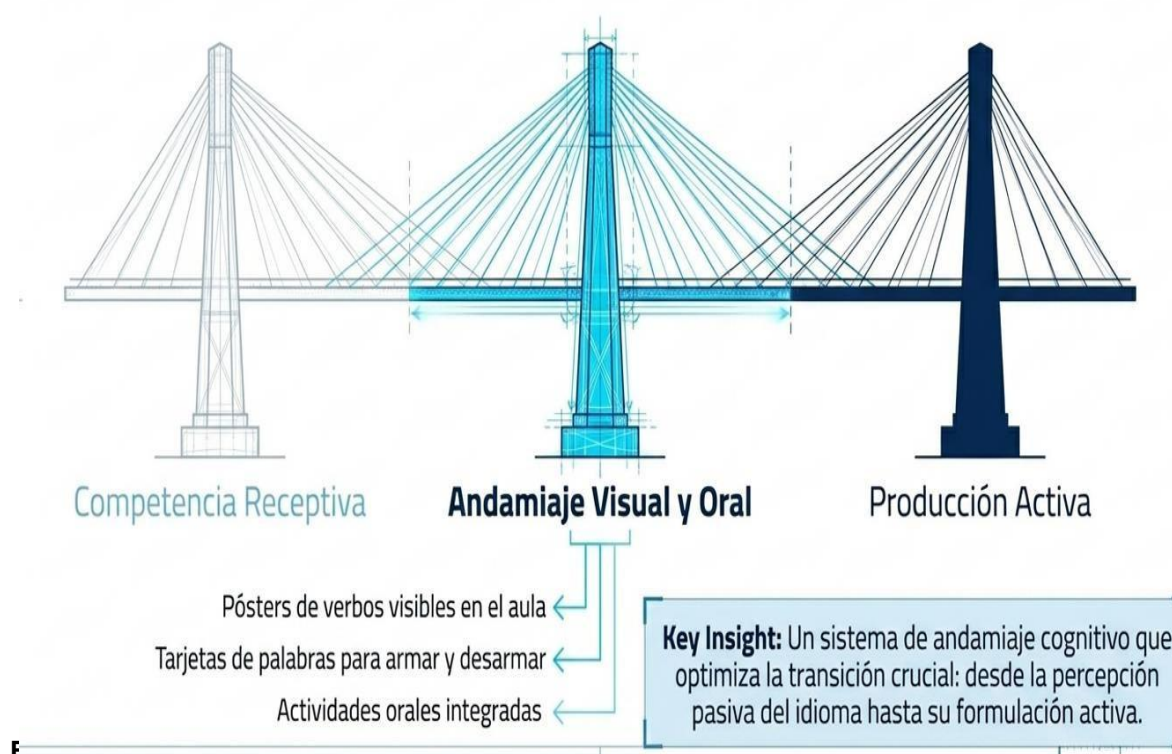 Competencia Receptiva
Andamiaje Visual y Oral
Producción Activa
Pósters de verbos visibles en el aula
Tarjetas de palabras para armar y desarmar
Actividades orales integradas
Key Insight: Un sistema de andamiaje cognitivo que
optimiza la transición crucial: desde la percepción
pasiva del idioma hasta su formulación activa.